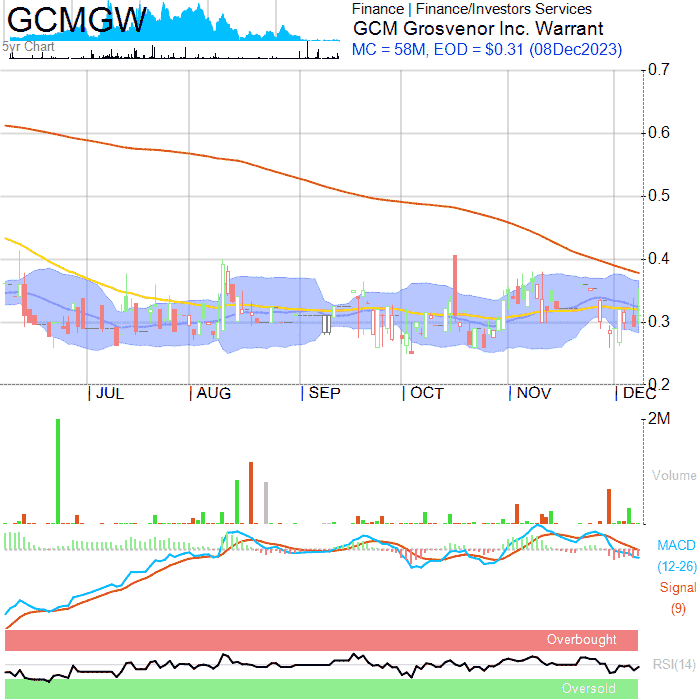 GCMGW
5yr Chart
Finance | Finance/Investors Services
GCM Grosvenor Inc. Warrant
MC = 58M, EOD = $0.31 (08Dec2023)
0.7
0.6
0.5
0.4
0.3
0.2
JUL AUG SEP OCT NOV DEC
2M
Volume
MACD
(12-26)
Signal
(9)
Overbought
RSI(14)
Oversold